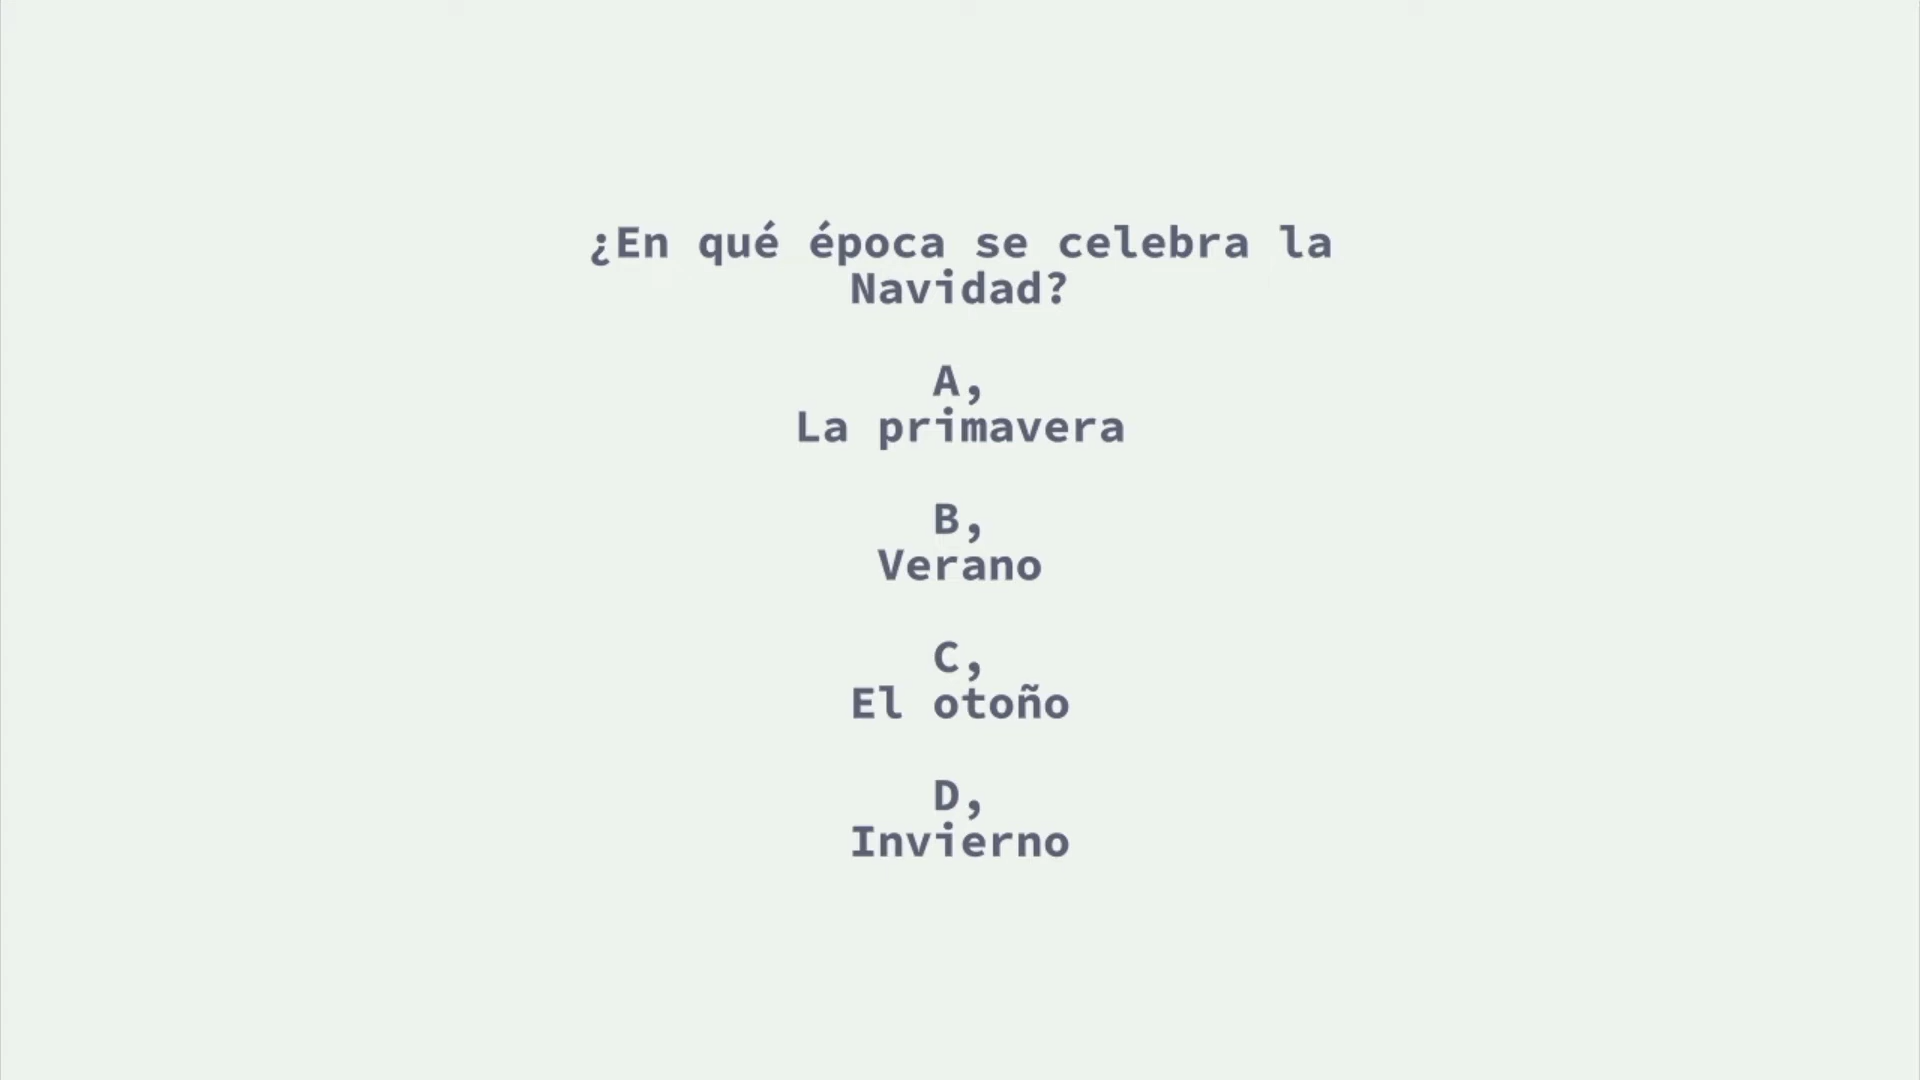 ¿En qué época se celebra la
Navidad?
A,
La primavera
B,
Verano
C,
El otoño
D,
Invierno